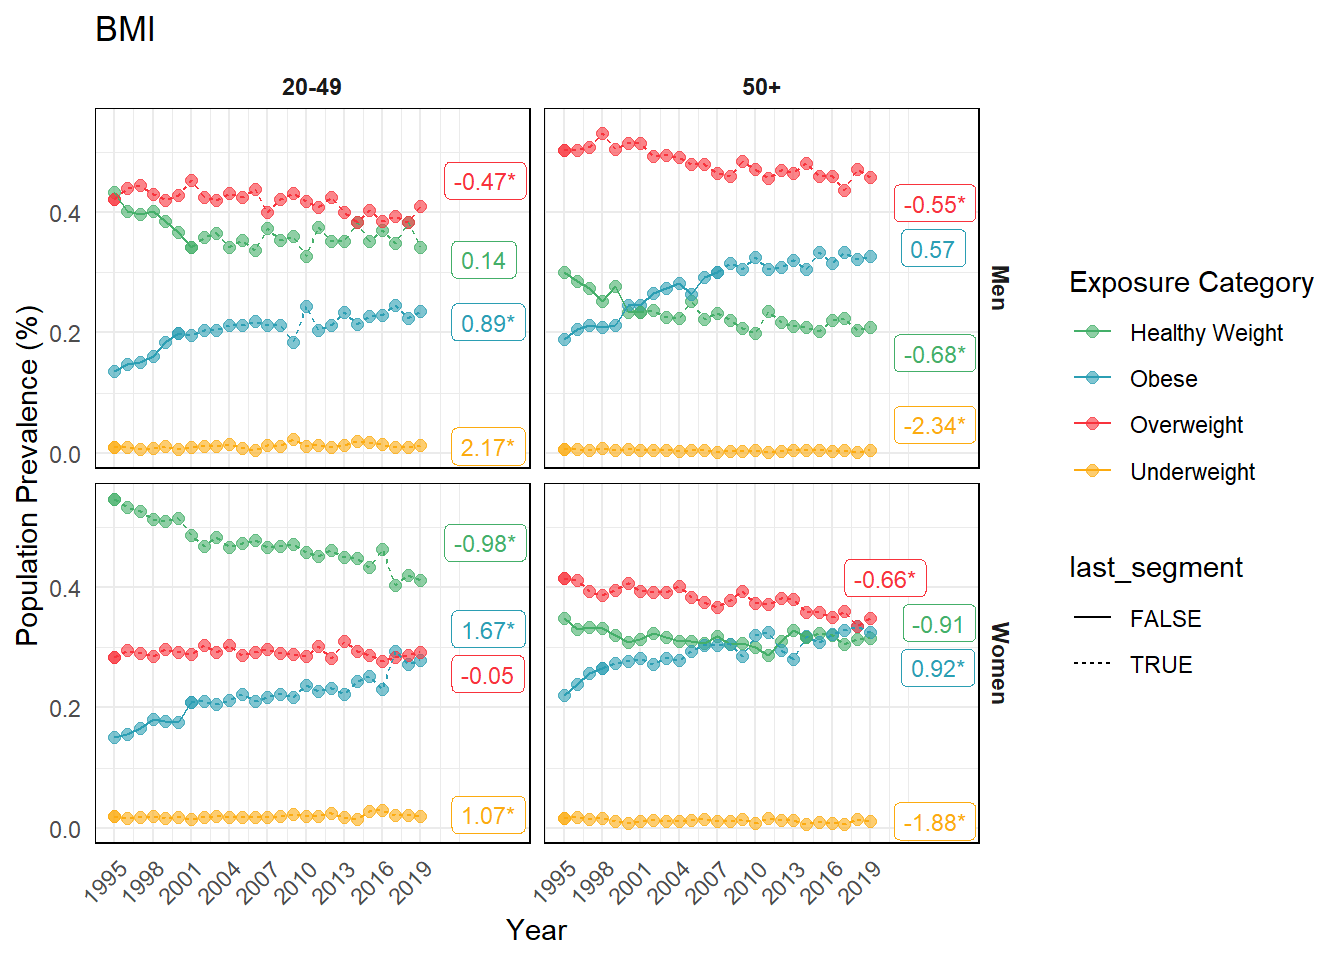 BMI
20-49
50+
-0.47*
0.14
0.89*
2.17*
-0.55*
0.57
-0.68*
-2.34*
Men
-0.98*
1.67*
-0.05
1.07*
-0.66*
-0.91
0.92*
-1.88*
Women
0.4
0.2
0.0
0.4
0.2
0.0
Population Prevalence (%)
1995 1998 2001 2004 2007 2010 2013 2016 2019
1995 1998 2001 2004 2007 2010 2013 2016 2019
Year
Exposure Category
Healthy Weight
Obese
Overweight
Underweight
last_segment
FALSE
TRUE